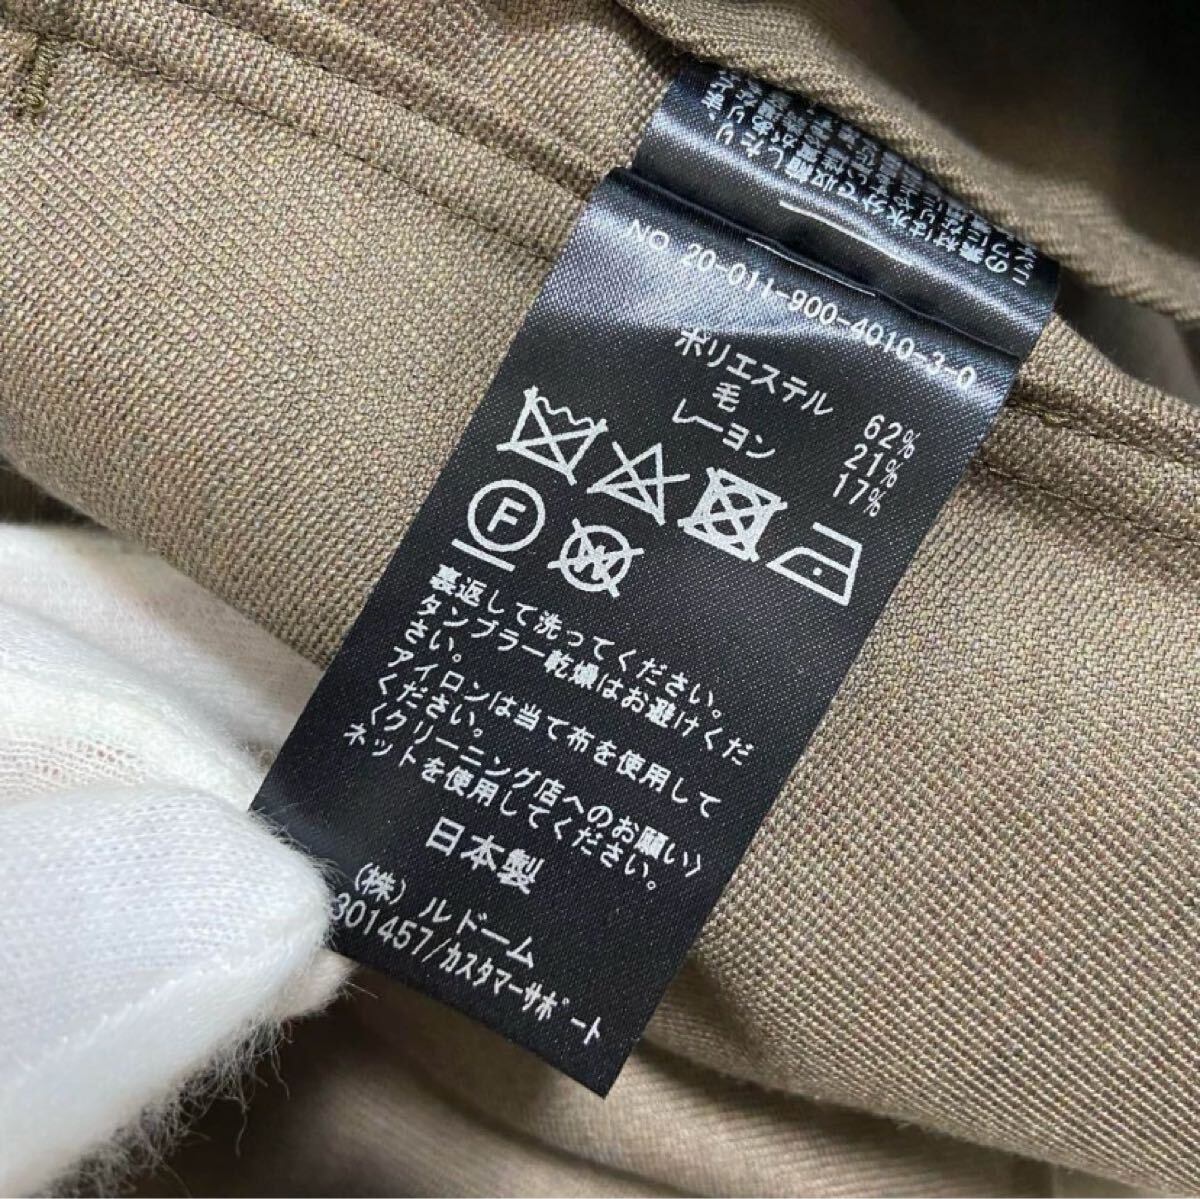 NO.20-011-900-4010-3-0
ポリエステル 62%
毛 21%
レーヨン 17%
F
W
裏返して洗ってください。
タンブラー乾燥はお避けくだ
さい。
アイロンは当て布を使用して
ください。
〈クリーニング店へのお願い〉
ネットを使用してください。
日本製
(株)ルドーム
301457/カスタマーサポート